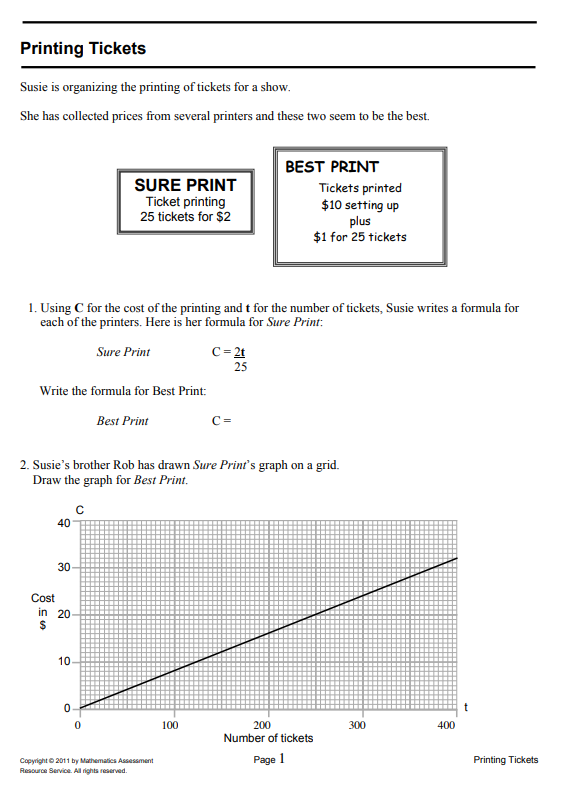 Printing Tickets
Susie is organizing the printing of tickets for a show.
She has collected prices from several printers and these two seem to be the best.
SURE PRINT
Ticket printing
25 tickets for $2
BEST PRINT
Tickets printed
$10 setting up
plus
$1 for 25 tickets
1. Using C for the cost of the printing and t for the number of tickets, Susie writes a formula for
each of the printers. Here is her formula for Sure Print:
Sure Print C = 2t
25
Write the formula for Best Print:
Best Print C =
2. Susie's brother Rob has drawn Sure Print's graph on a grid.
Draw the graph for Best Print.
C
40
30
Cost
in
$
20
10
0
t
0 100 200 300 400
Number of tickets
Copyright © 2011 by Mathematics Assessment
Resource Service. All rights reserved.
Page 1
Printing Tickets